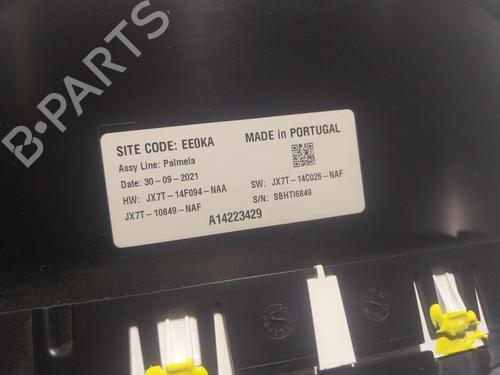 B-PARTS
SITE CODE: EE0KA
MADE in PORTUGAL
Assy Line: Palmela
Date: 30-09-2021
HW: JX7T-14F094-NAA
SW: JX7T-14C026-NAF
JX7T-10849-NAF
S/N: SBHTI6849
A14223429